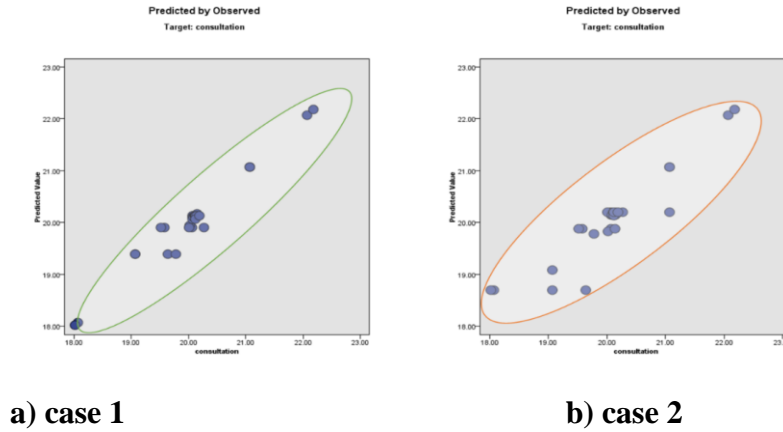 Predicted by Observed
Target: consultation
23.00
22.00
21.00
20.00
19.00
18.00
Predicted Value
18.00 19.00 20.00 21.00 22.00 23.00
consultation
a) case 1
Predicted by Observed
Target: consultation
23.00
22.00
21.00
20.00
19.00
18.00
Predicted Value
18.00 19.00 20.00 21.00 22.00
consultation
b) case 2